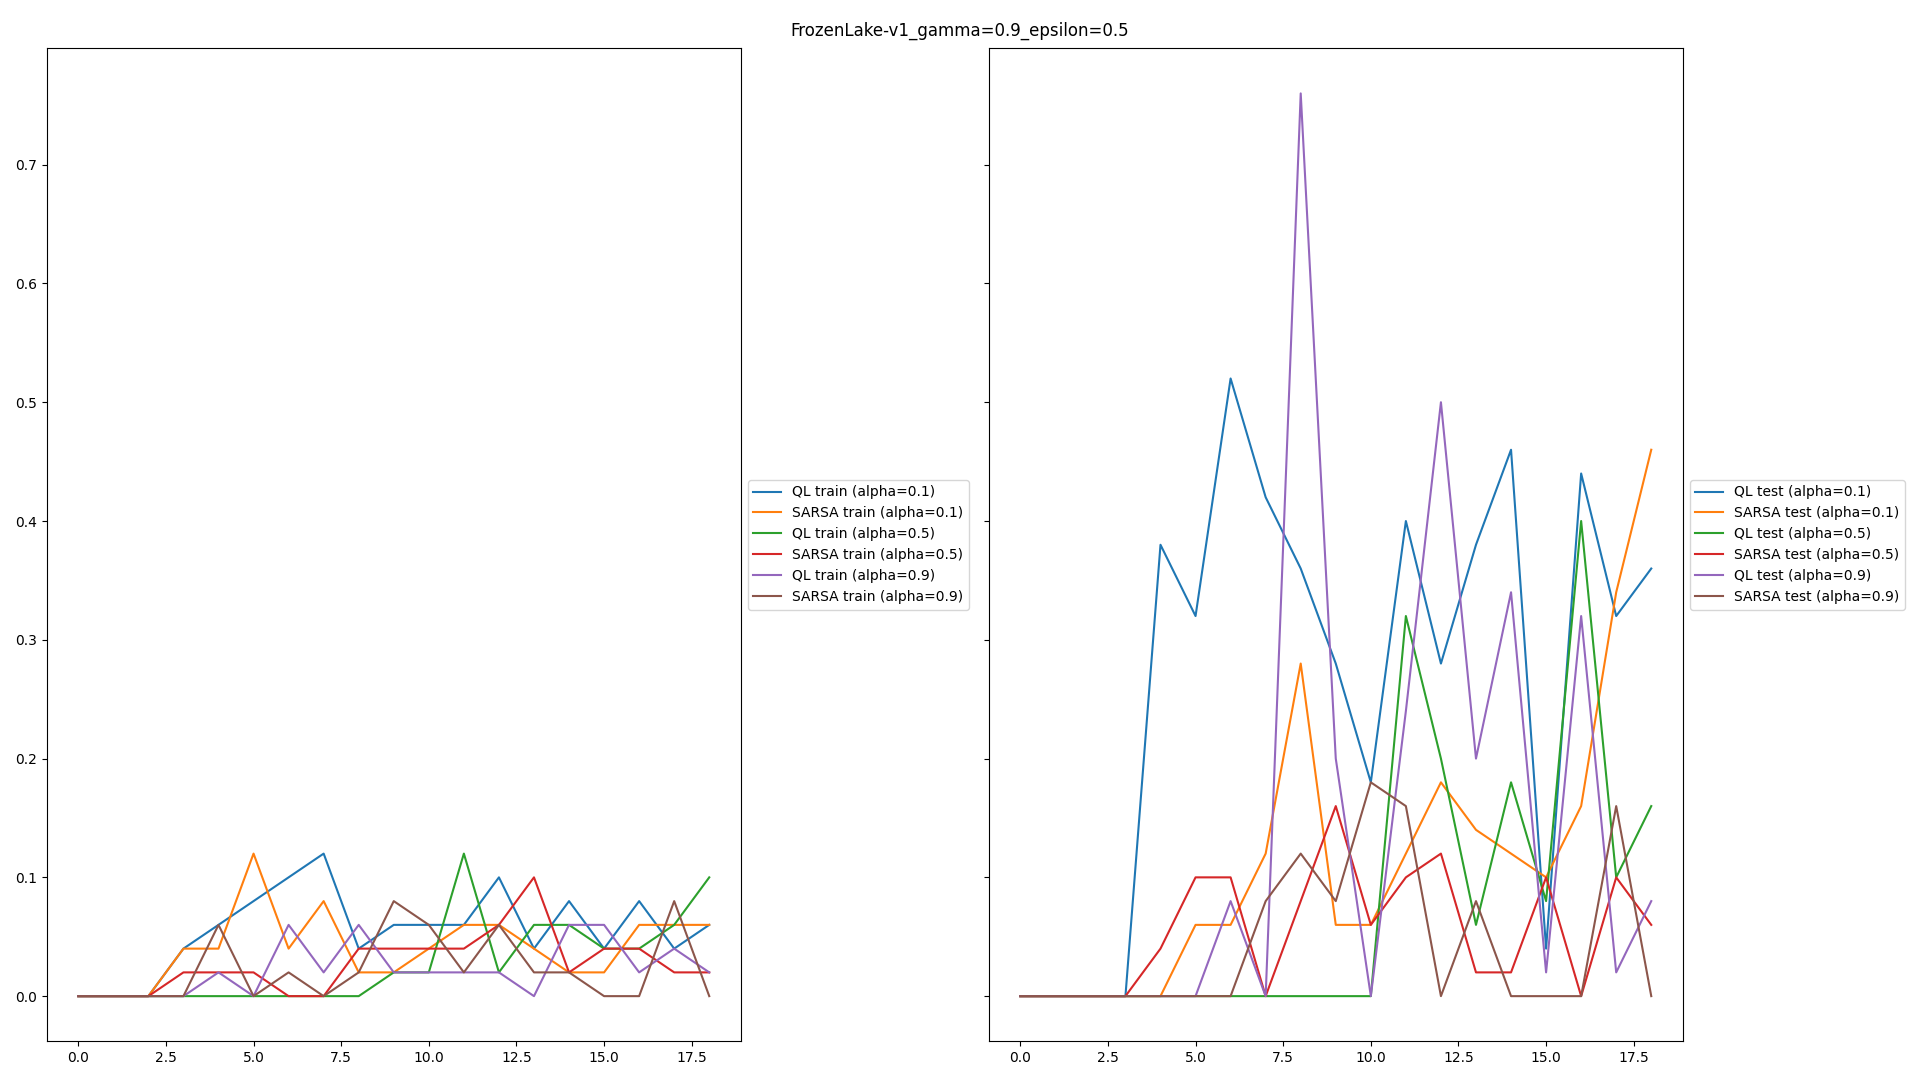 FrozenLake-v1_gamma=0.9_epsilon=0.5
0.7
0.6
0.5
0.4
0.3
0.2
0.1
0.0
0.0 2.5 5.0 7.5 10.0 12.5 15.0 17.5
QL train (alpha=0.1)
SARSA train (alpha=0.1)
QL train (alpha=0.5)
SARSA train (alpha=0.5)
QL train (alpha=0.9)
SARSA train (alpha=0.9)
0.0 2.5 5.0 7.5 10.0 12.5 15.0 17.5
QL test (alpha=0.1)
SARSA test (alpha=0.1)
QL test (alpha=0.5)
SARSA test (alpha=0.5)
QL test (alpha=0.9)
SARSA test (alpha=0.9)